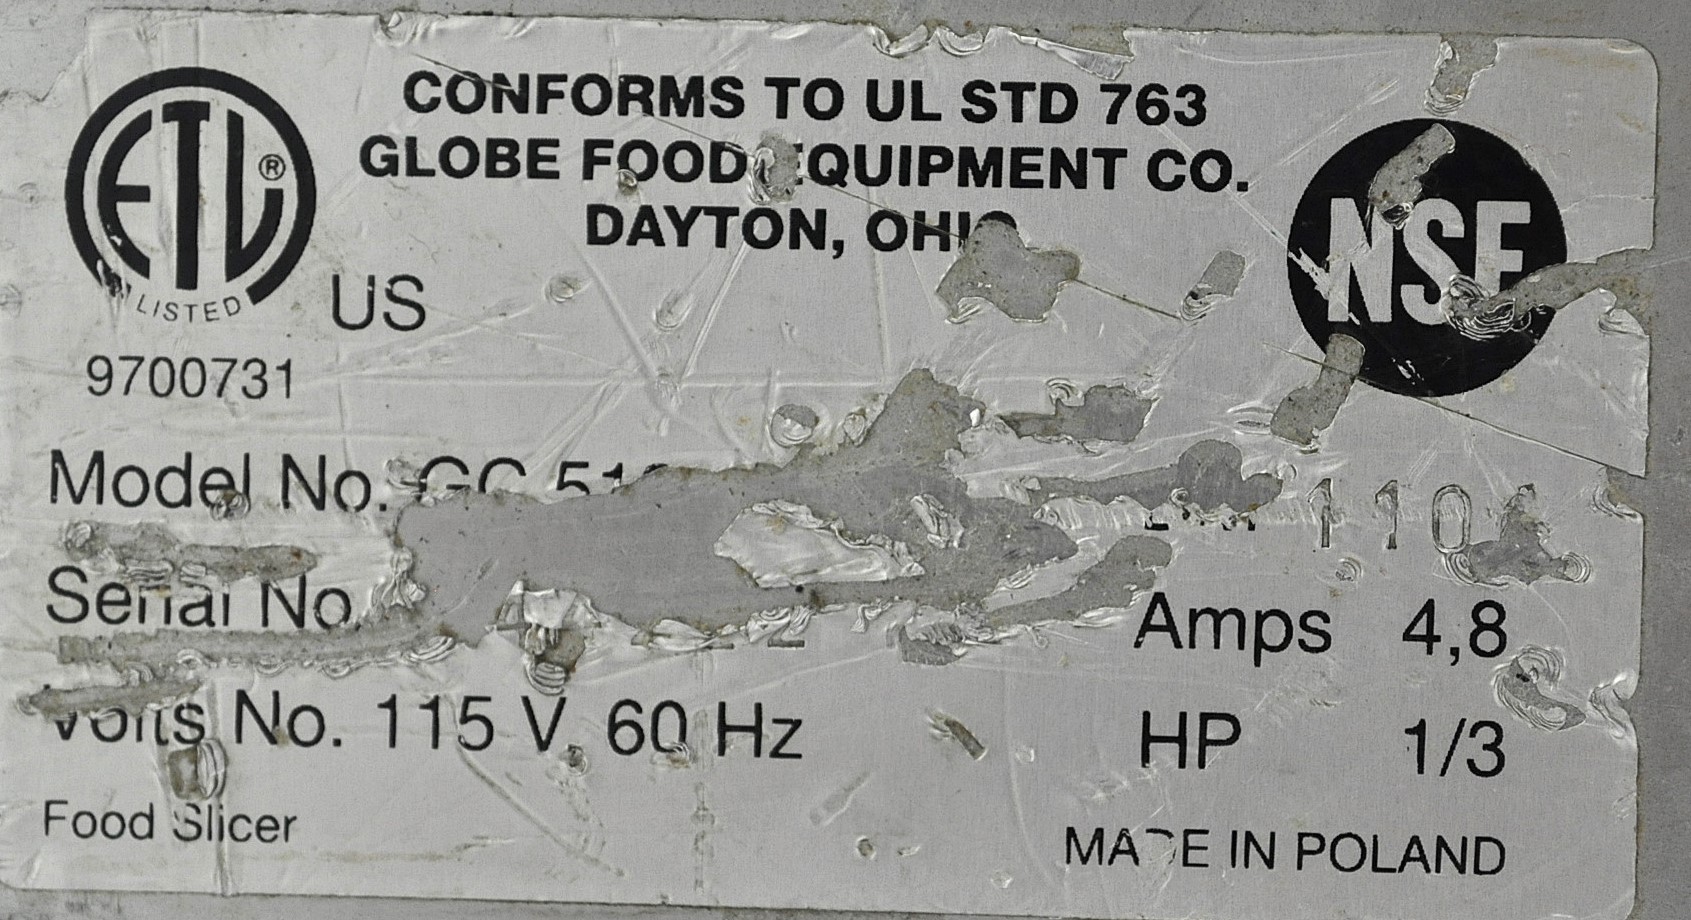 ETL®
LISTED
US
9700731
CONFORMS TO UL STD 763
GLOBE FOOD EQUIPMENT CO.
DAYTON, OHIO
NSF
Model No.
Serial No.
Amps 4,8
Volts No. 115 V, 60 Hz
HP 1/3
Food Slicer
MADE IN POLAND